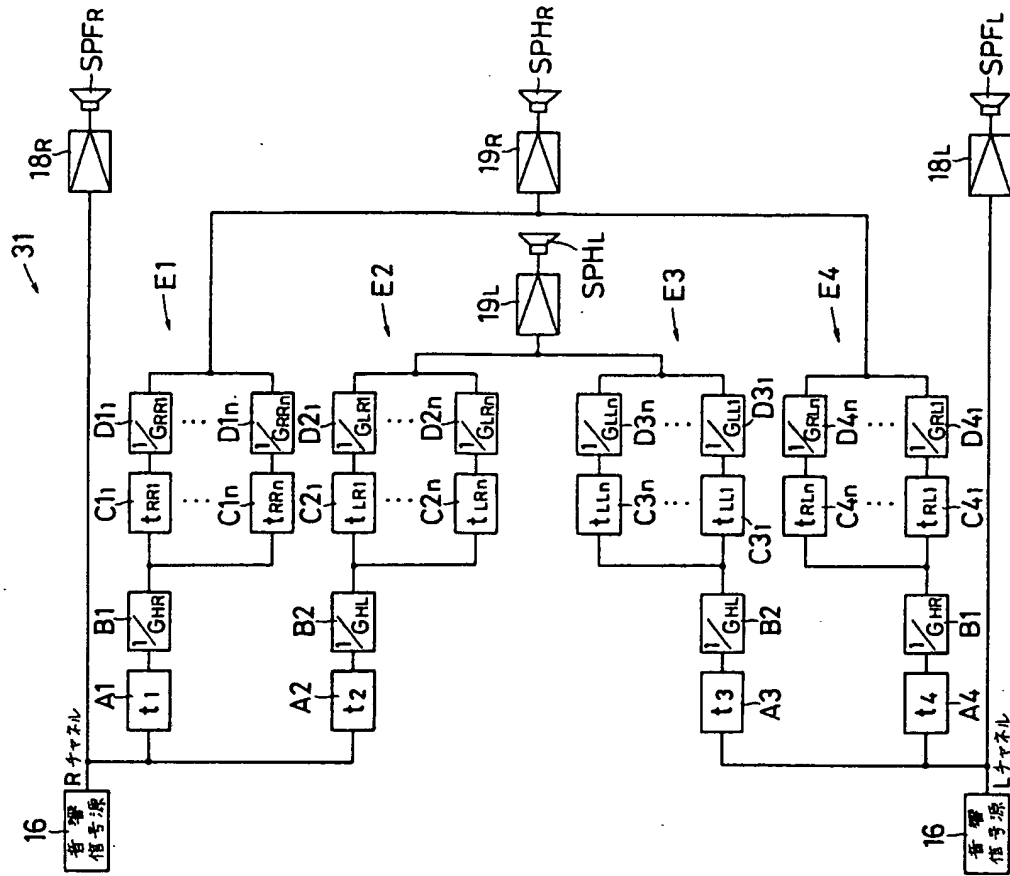 31
SPFR
18R
16
音響
信号源
Rチャネル
E1
A1
t1
B1
1/GHR
C11
tRR1
D11
1/GRR1
C1n
tRRn
D1n
1/GRRn
19R
SPHR
E2
A2
t2
B2
1/GHL
C21
tLR1
D21
1/GLR1
C2n
tLRn
D2n
1/GLRn
19L
SPHL
E3
A3
t3
B2
1/GHL
C3n
tLLn
D3n
1/GLLn
C31
tLL1
D31
1/GLL1
E4
A4
t4
B1
1/GHR
C4n
tRLn
D4n
1/GRLn
C41
tRL1
D41
1/GRL1
18L
SPFL
Lチャネル
16
音響
信号源